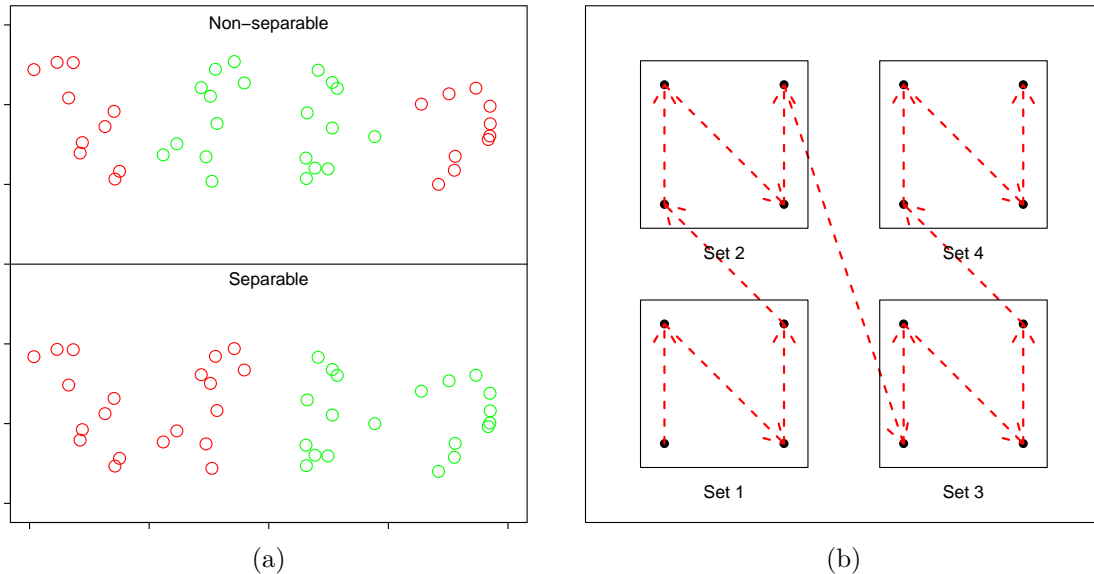 Non−separable
Separable
Set 2
Set 4
Set 1
Set 3
(a)
(b)